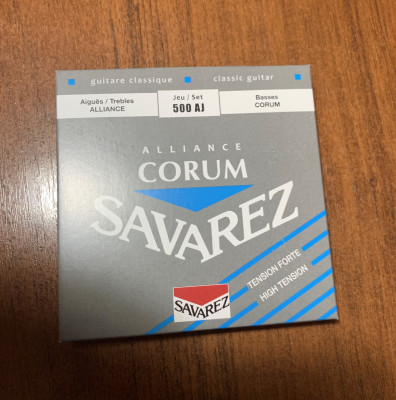 guitare classique classic guitar
Aiguës / Trebles
ALLIANCE
Jeu / Set
500 AJ
Basses
CORUM
ALLIANCE
CORUM
SAVAREZ
TENSION FORTE
HIGH TENSION
SAVAREZ